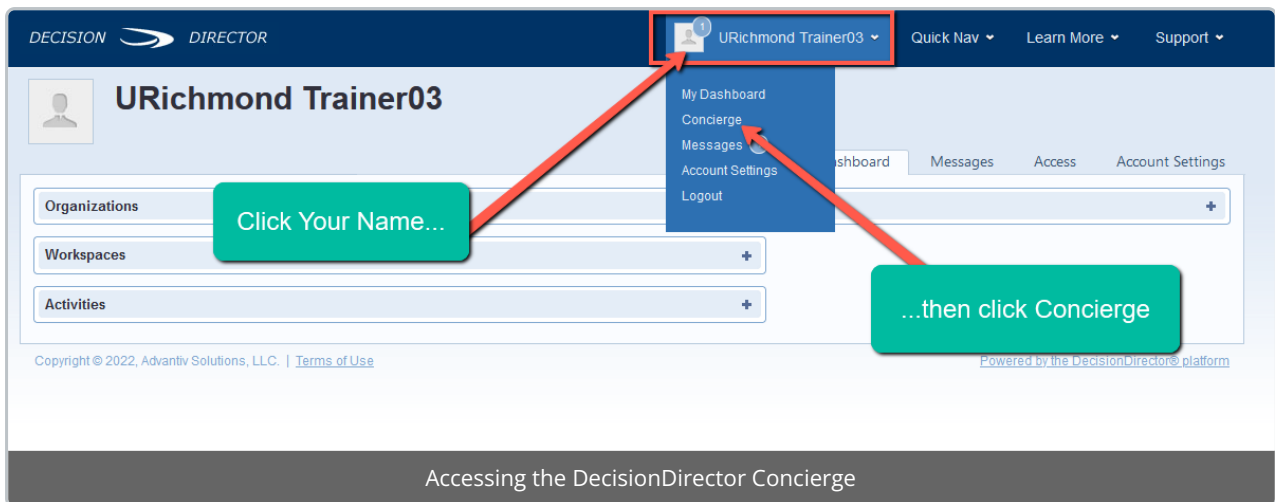 DECISION DIRECTOR
1
URichmond Trainer03
Quick Nav
Learn More
Support
URichmond Trainer03
My Dashboard
Concierge
Messages
Account Settings
Logout
Messages
Access
Account Settings
Organizations
+
Workspaces
+
Activities
+
Click Your Name...
...then click Concierge
Copyright © 2022, Advantiv Solutions, LLC. | Terms of Use
Powered by the DecisionDirector® platform
Accessing the DecisionDirector Concierge